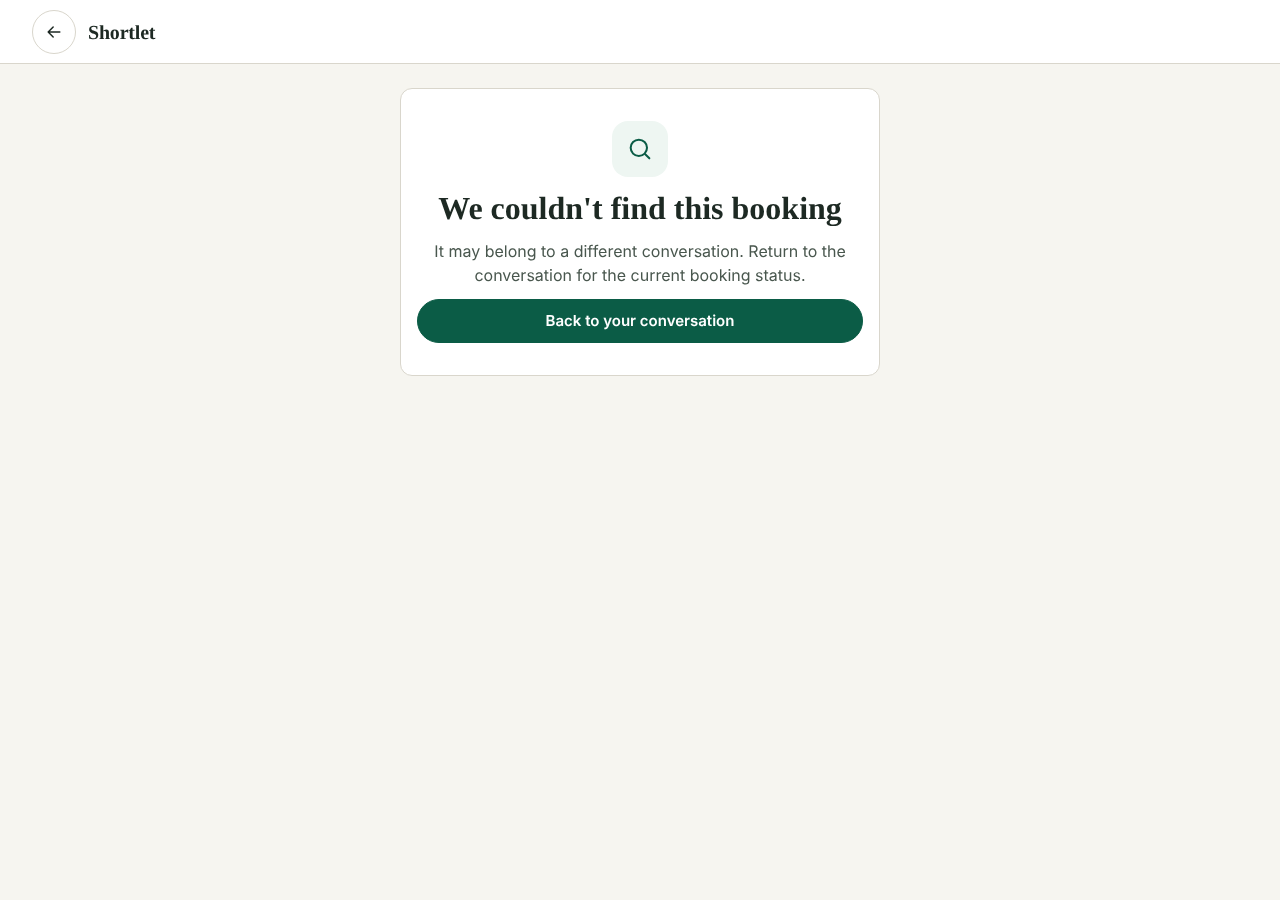 Shortlet
We couldn't find this booking
It may belong to a different conversation. Return to the
conversation for the current booking status.
Back to your conversation